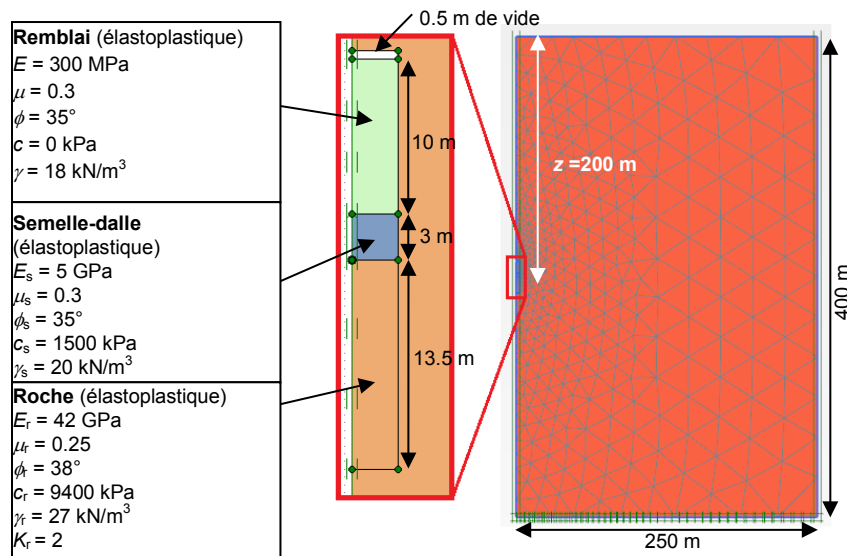 Remblai (élastoplastique)
E = 300 MPa
μ = 0.3
ϕ = 35°
c = 0 kPa
γ = 18 kN/m³
Semelle-dalle
(élastoplastique)
Es = 5 GPa
μs = 0.3
ϕs = 35°
cs = 1500 kPa
γs = 20 kN/m³
Roche (élastoplastique)
Er = 42 GPa
μr = 0.25
ϕr = 38°
cr = 9400 kPa
γr = 27 kN/m³
Kr = 2
0.5 m de vide
10 m
3 m
13.5 m
z =200 m
400 m
250 m